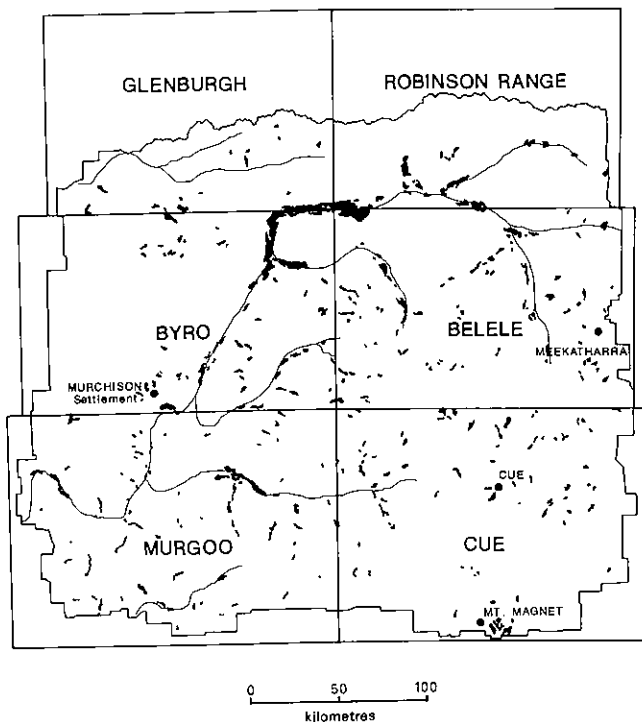 GLENBURGH
ROBINSON RANGE
BYRO
BELELE
MEEKATHARRA
MURCHISON
Settlement
CUE
MURGOO
CUE
MT. MAGNET
0 50 100
kilometres